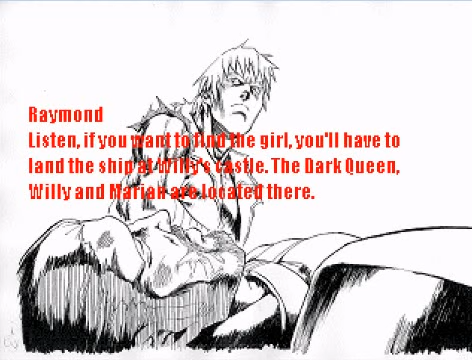 Raymond
Listen, if you want to find the girl, you'll have to
land the ship at Willy's castle. The Dark Queen,
Willy and Mariah are located there.